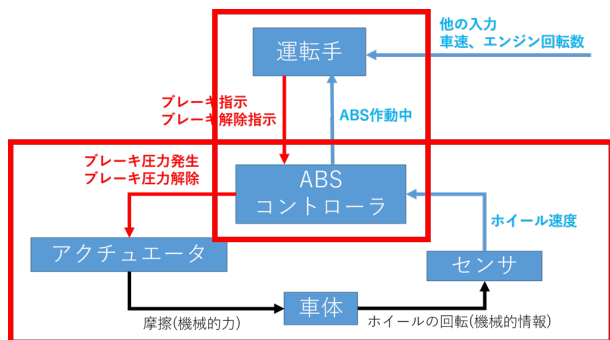 他の入力
車速、エンジン回転数
運転手
ブレーキ指示
ブレーキ解除指示
ABS作動中
ブレーキ圧力発生
ブレーキ圧力解除
ABS
コントローラ
ホイール速度
アクチュエータ
センサ
車体
摩擦(機械的力)
ホイールの回転(機械的情報)